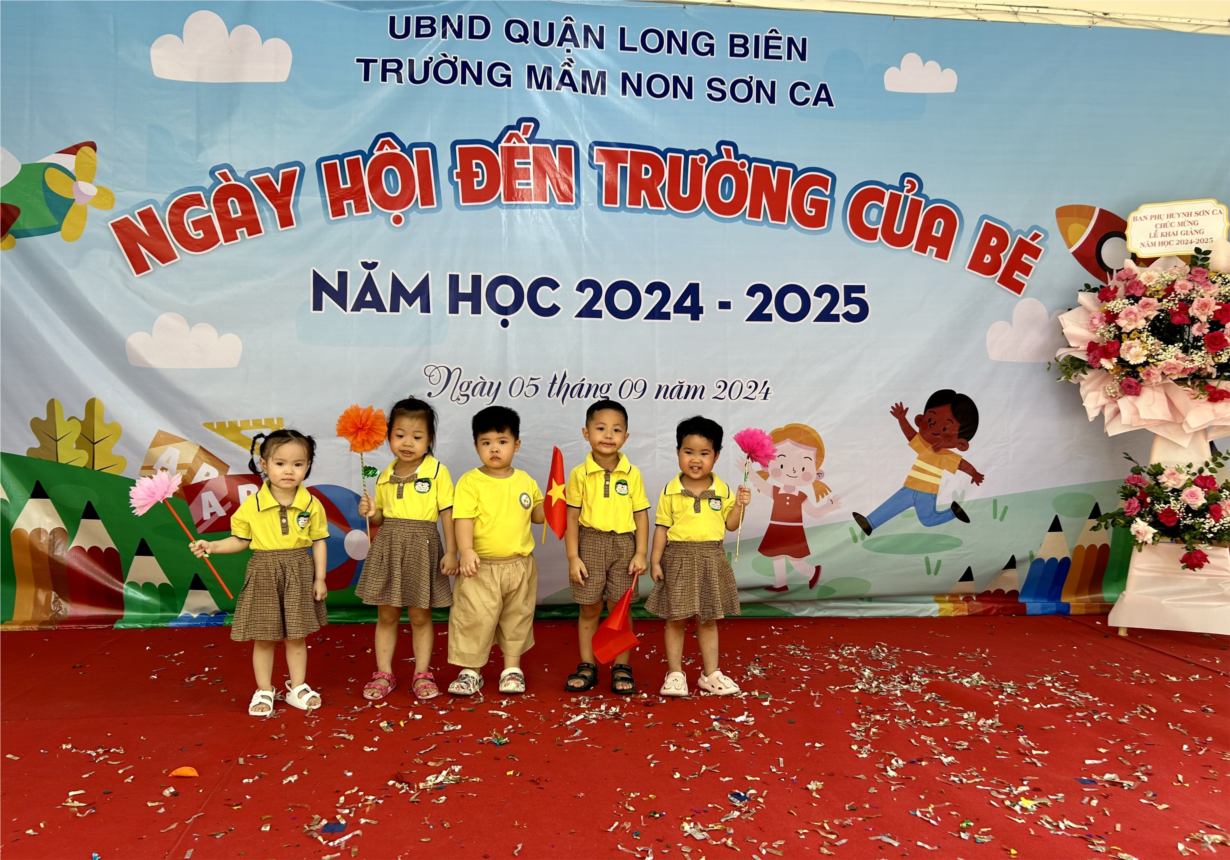 UBND QUẬN LONG BIÊN
TRƯỜNG MẦM NON SƠN CA
NGÀY HỘI ĐẾN TRƯỜNG CỦA BÉ
NĂM HỌC 2024 - 2025
Ngày 05 tháng 09 năm 2024
BAN PHỤ HUYNH SƠN CA
CHÚC MỪNG
LỄ KHAI GIẢNG
NĂM HỌC 2024-2025
A B
A B